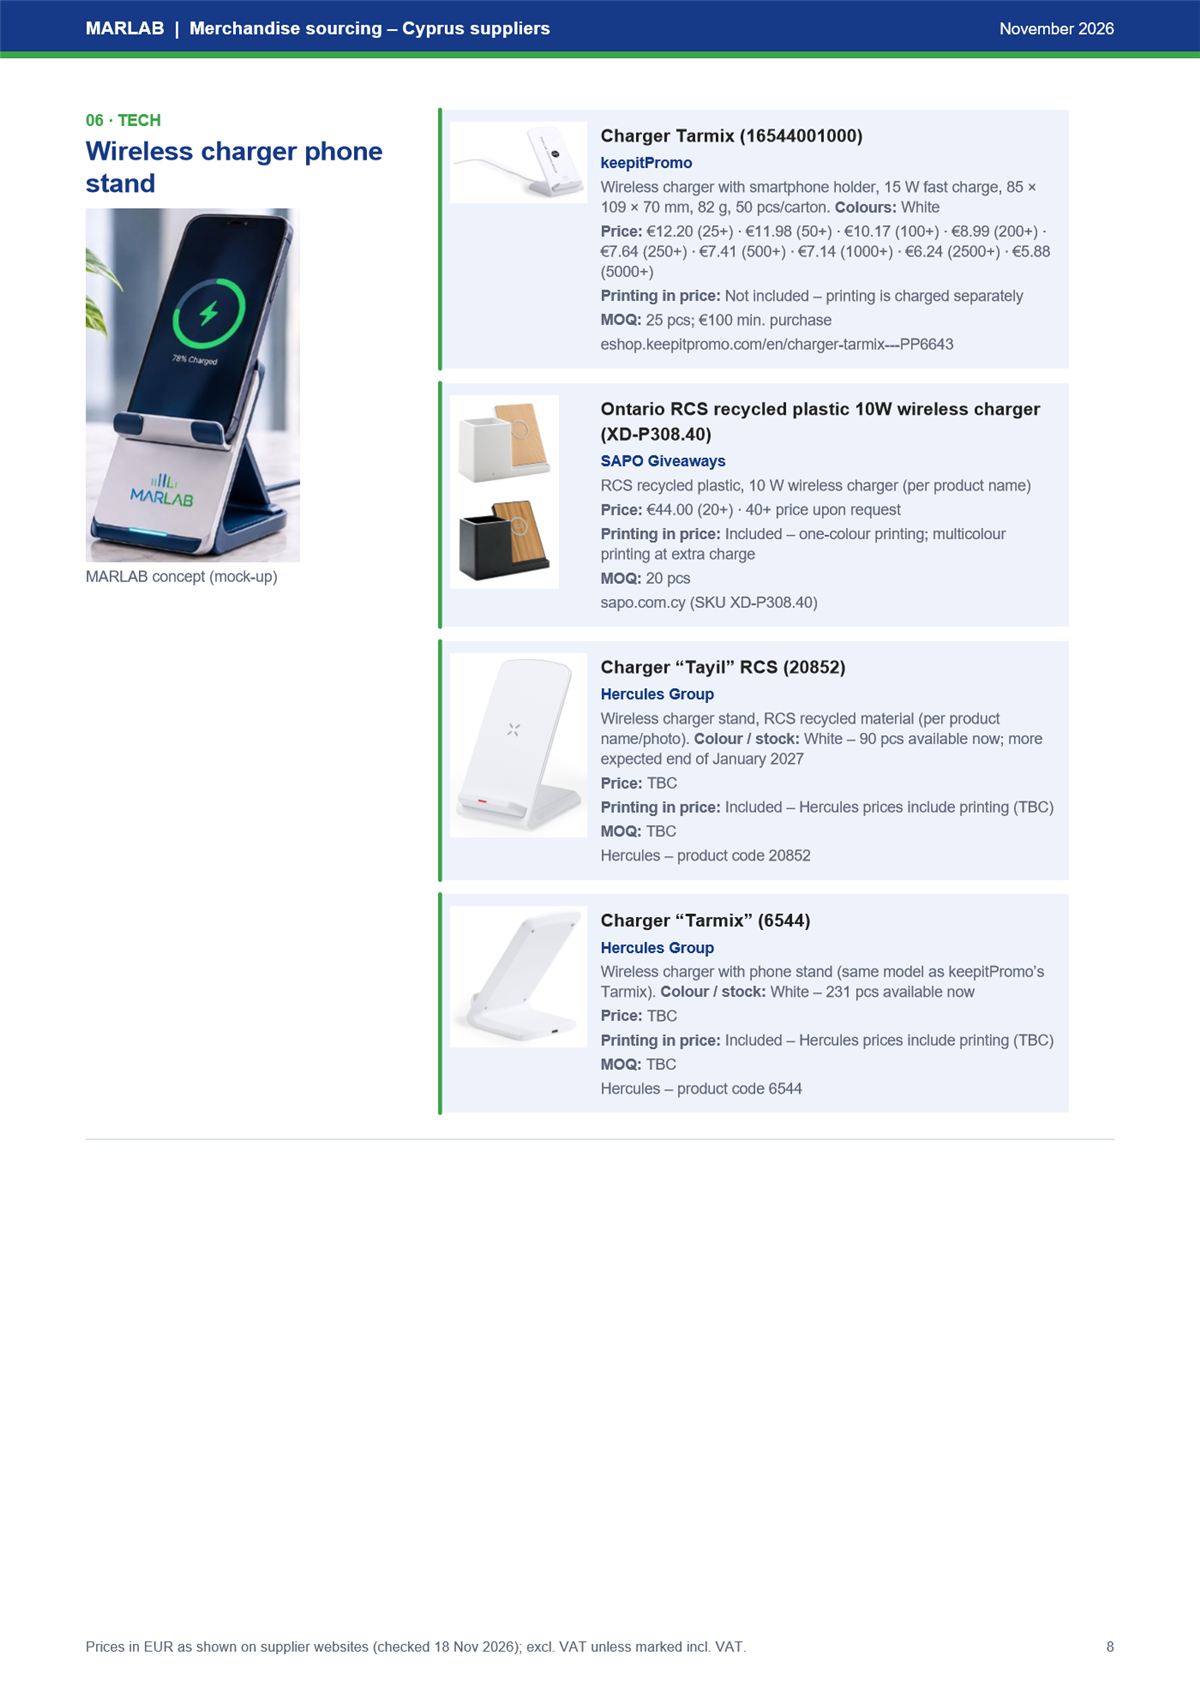 MARLAB | Merchandise sourcing – Cyprus suppliers
November 2026
06 · TECH
Wireless charger phone
stand
78% Charged
MARLAB
MARLAB concept (mock-up)
Charger Tarmix (16544001000)
keepitPromo
Wireless charger with smartphone holder, 15 W fast charge, 85 ×
109 × 70 mm, 82 g, 50 pcs/carton. Colours: White
Price: €12.20 (25+) · €11.98 (50+) · €10.17 (100+) · €8.99 (200+) ·
€7.64 (250+) · €7.41 (500+) · €7.14 (1000+) · €6.24 (2500+) · €5.88
(5000+)
Printing in price: Not included – printing is charged separately
MOQ: 25 pcs; €100 min. purchase
eshop.keepitpromo.com/en/charger-tarmix---PP6643
Ontario RCS recycled plastic 10W wireless charger
(XD-P308.40)
SAPO Giveaways
RCS recycled plastic, 10 W wireless charger (per product name)
Price: €44.00 (20+) · 40+ price upon request
Printing in price: Included – one-colour printing; multicolour
printing at extra charge
MOQ: 20 pcs
sapo.com.cy (SKU XD-P308.40)
Charger “Tayil” RCS (20852)
Hercules Group
Wireless charger stand, RCS recycled material (per product
name/photo). Colour / stock: White – 90 pcs available now; more
expected end of January 2027
Price: TBC
Printing in price: Included – Hercules prices include printing (TBC)
MOQ: TBC
Hercules – product code 20852
Charger “Tarmix” (6544)
Hercules Group
Wireless charger with phone stand (same model as keepitPromo’s
Tarmix). Colour / stock: White – 231 pcs available now
Price: TBC
Printing in price: Included – Hercules prices include printing (TBC)
MOQ: TBC
Hercules – product code 6544
Prices in EUR as shown on supplier websites (checked 18 Nov 2026); excl. VAT unless marked incl. VAT.
8